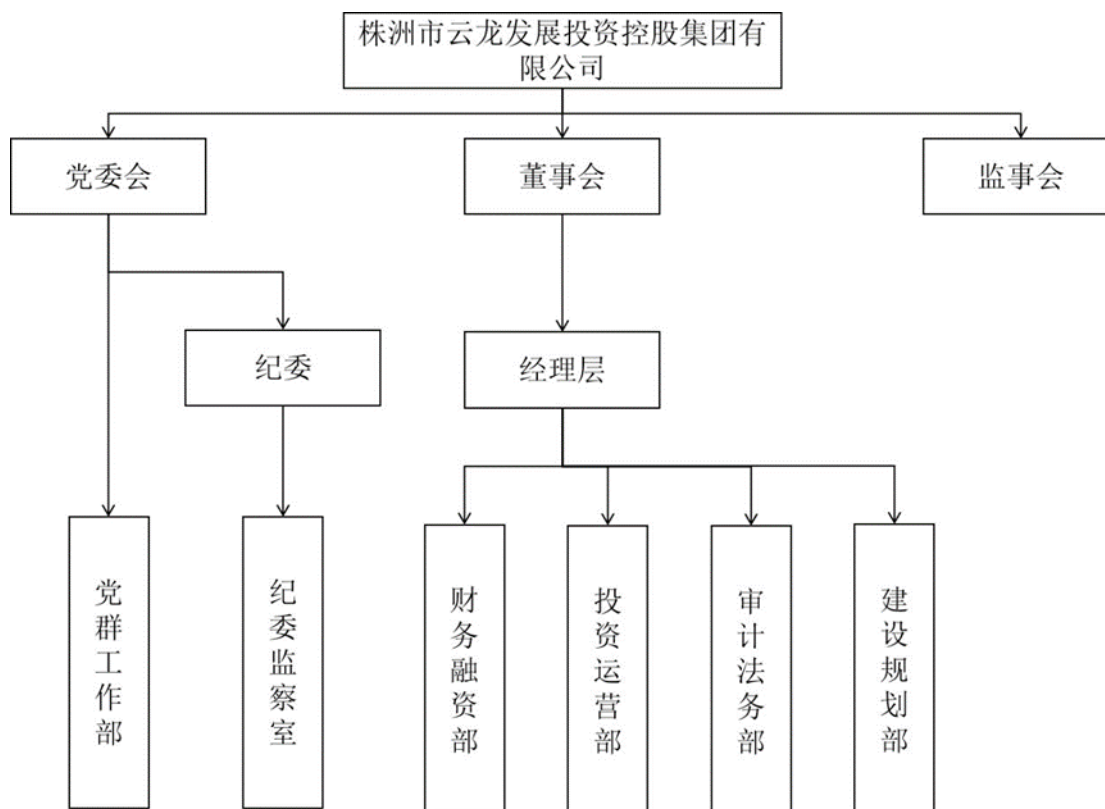 株洲市云龙发展投资控股集团有
限公司
党委会
董事会
监事会
纪委
经理层
党群工作部
纪委监察室
财务融资部
投资运营部
审计法务部
建设规划部